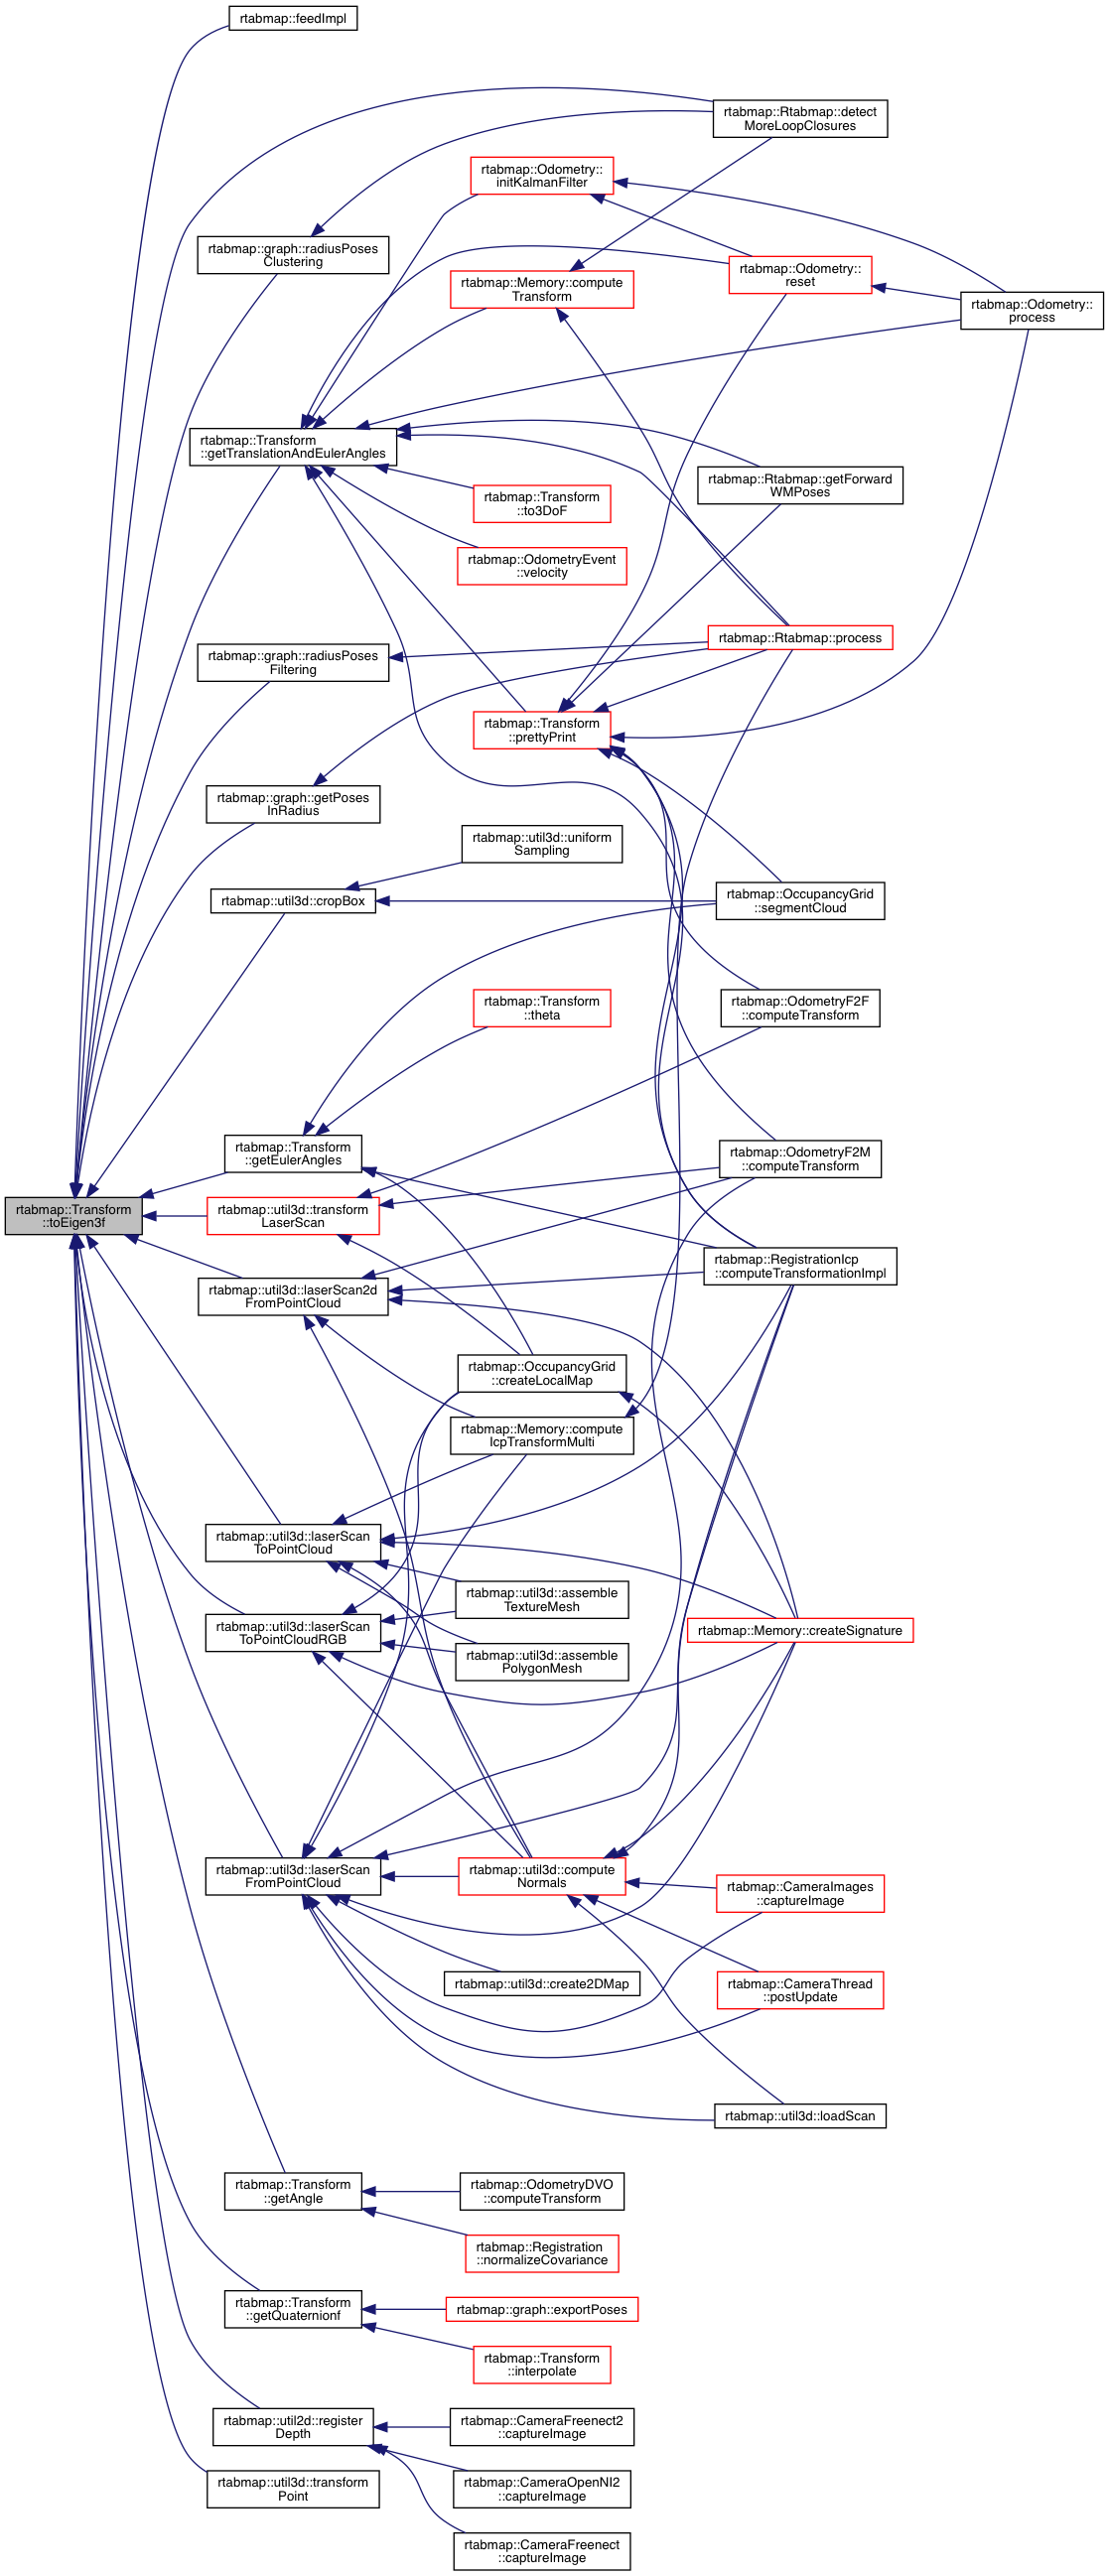 rtabmap::feedImpl
rtabmap::Rtabmap::detect
MoreLoopClosures
rtabmap::Odometry::
initKalmanFilter
rtabmap::graph::radiusPoses
Clustering
rtabmap::Memory::compute
Transform
rtabmap::Odometry::
reset
rtabmap::Odometry::
process
rtabmap::Transform
::getTranslationAndEulerAngles
rtabmap::Rtabmap::getForward
WMPoses
rtabmap::Transform
::to3DoF
rtabmap::OdometryEvent
::velocity
rtabmap::Rtabmap::process
rtabmap::graph::radiusPoses
Filtering
rtabmap::Transform
::prettyPrint
rtabmap::graph::getPoses
InRadius
rtabmap::util3d::uniform
Sampling
rtabmap::util3d::cropBox
rtabmap::OccupancyGrid
::segmentCloud
rtabmap::Transform
::theta
rtabmap::OdometryF2F
::computeTransform
rtabmap::Transform
::getEulerAngles
rtabmap::OdometryF2M
::computeTransform
rtabmap::Transform
::toEigen3f
rtabmap::util3d::transform
LaserScan
rtabmap::RegistrationIcp
::computeTransformationImpl
rtabmap::util3d::laserScan2d
FromPointCloud
rtabmap::OccupancyGrid
::createLocalMap
rtabmap::Memory::compute
IcpTransformMulti
rtabmap::util3d::laserScan
ToPointCloud
rtabmap::util3d::assemble
TextureMesh
rtabmap::util3d::laserScan
ToPointCloudRGB
rtabmap::Memory::createSignature
rtabmap::util3d::assemble
PolygonMesh
rtabmap::util3d::laserScan
FromPointCloud
rtabmap::util3d::compute
Normals
rtabmap::CameraImages
::captureImage
rtabmap::util3d::create2DMap
rtabmap::CameraThread
::postUpdate
rtabmap::util3d::loadScan
rtabmap::Transform
::getAngle
rtabmap::OdometryDVO
::computeTransform
rtabmap::Registration
::normalizeCovariance
rtabmap::Transform
::getQuaternionf
rtabmap::graph::exportPoses
rtabmap::Transform
::interpolate
rtabmap::util2d::register
Depth
rtabmap::CameraFreenect2
::captureImage
rtabmap::util3d::transform
Point
rtabmap::CameraOpenNI2
::captureImage
rtabmap::CameraFreenect
::captureImage